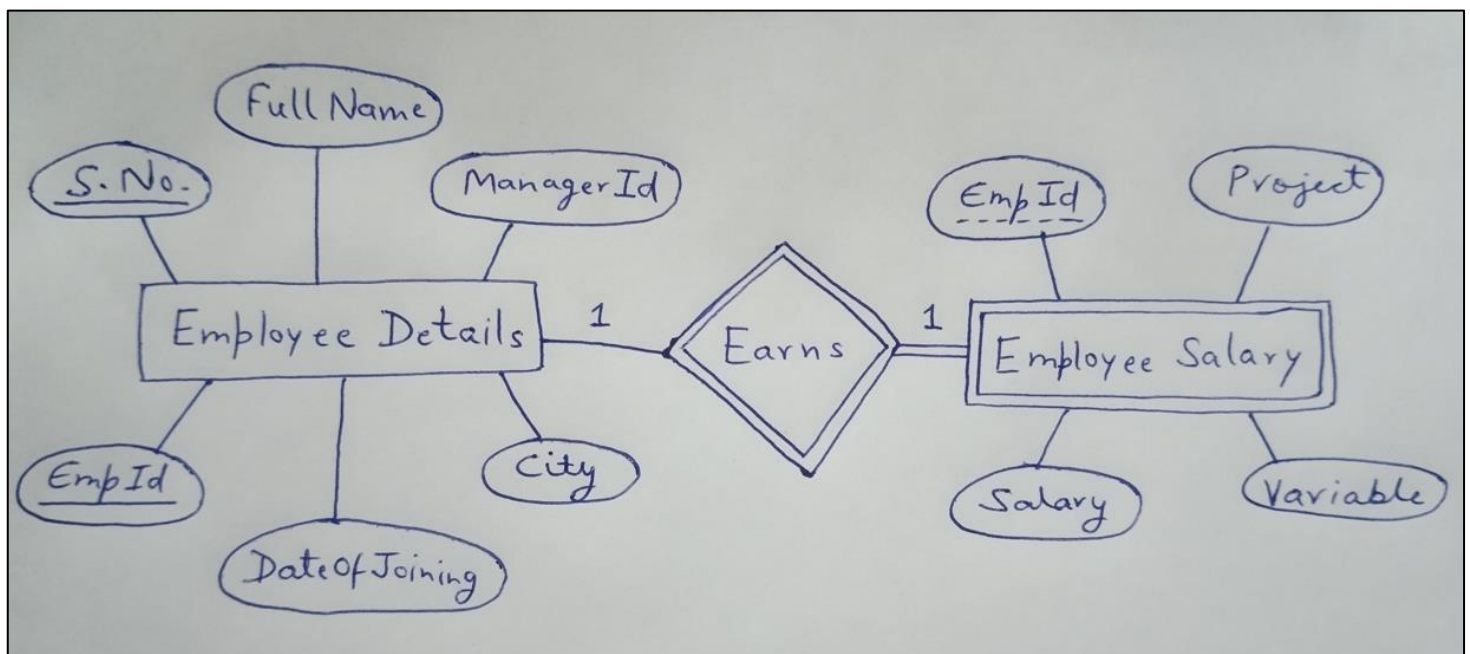 Full Name
S. No.
ManagerId
EmpId
Project
Employee Details
1
Earns
1
Employee Salary
EmpId
City
Salary
Variable
DateOfJoining